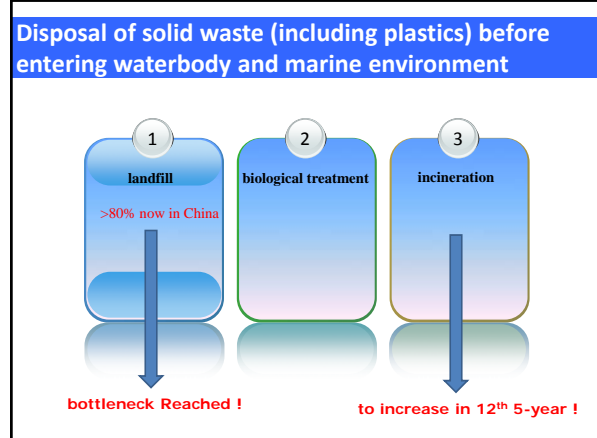 Disposal of solid waste (including plastics) before
entering waterbody and marine environment
1
landfill
>80% now in China
2
biological treatment
3
incineration
bottleneck Reached !
to increase in 12th 5-year !